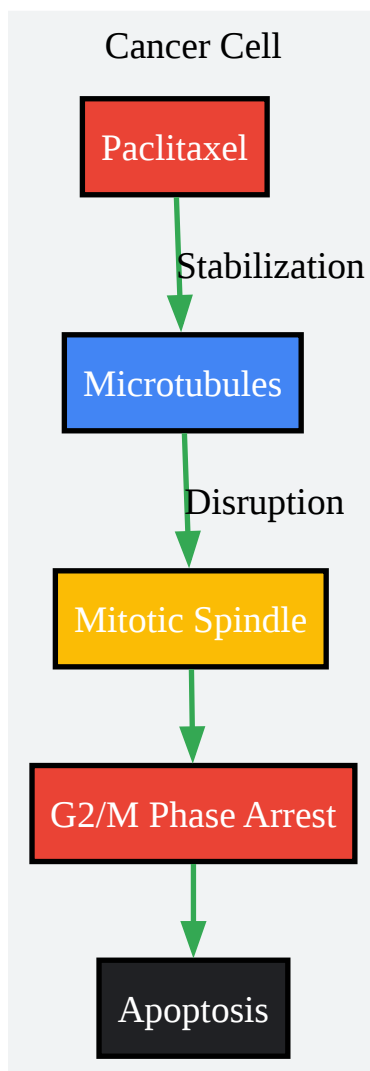 Cancer Cell
Paclitaxel
Stabilization
Microtubules
Disruption
Mitotic Spindle
G2/M Phase Arrest
Apoptosis